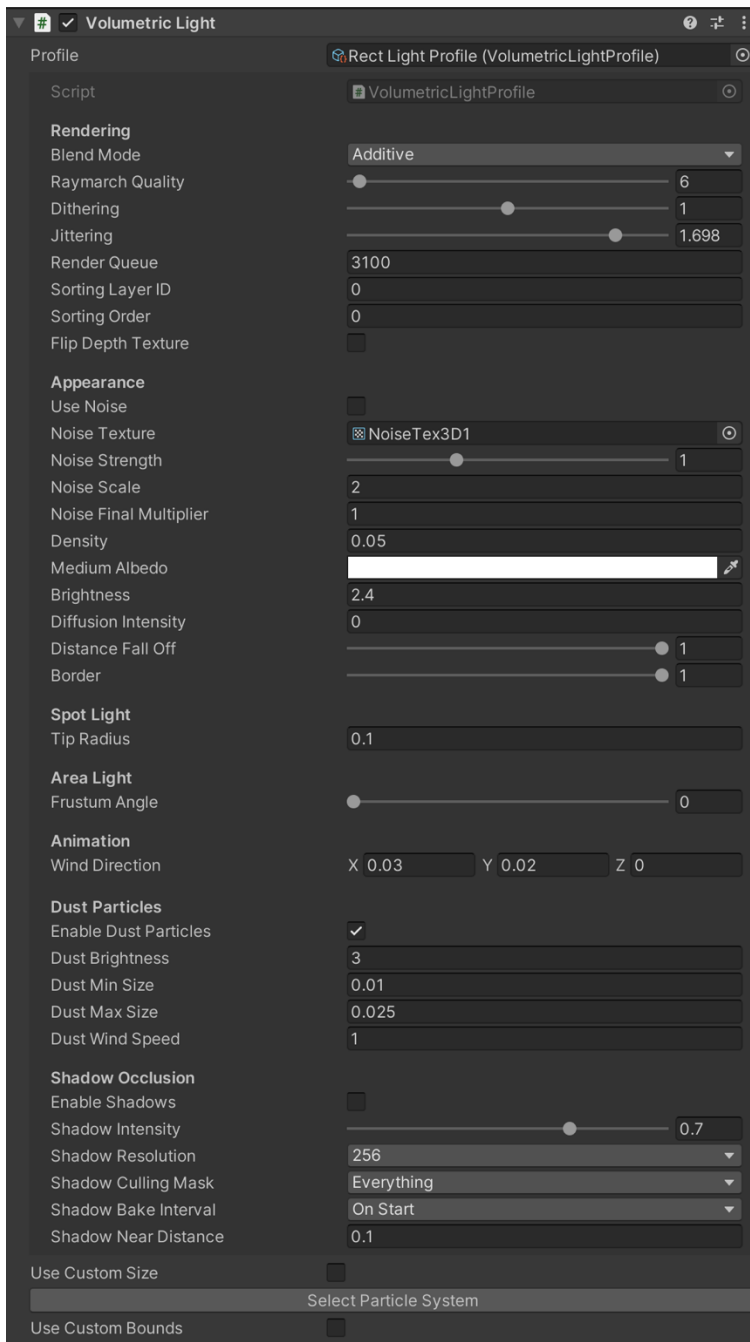 Volumetric Light
Profile Rect Light Profile (VolumetricLightProfile)
Script VolumetricLightProfile
Rendering
Blend Mode Additive
Raymarch Quality 6
Dithering 1
Jittering 1.698
Render Queue 3100
Sorting Layer ID 0
Sorting Order 0
Flip Depth Texture
Appearance
Use Noise
Noise Texture NoiseTex3D1
Noise Strength 1
Noise Scale 2
Noise Final Multiplier 1
Density 0.05
Medium Albedo
Brightness 2.4
Diffusion Intensity 0
Distance Fall Off 1
Border 1
Spot Light
Tip Radius 0.1
Area Light
Frustum Angle 0
Animation
Wind Direction X 0.03 Y 0.02 Z 0
Dust Particles
Enable Dust Particles
Dust Brightness 3
Dust Min Size 0.01
Dust Max Size 0.025
Dust Wind Speed 1
Shadow Occlusion
Enable Shadows
Shadow Intensity 0.7
Shadow Resolution 256
Shadow Culling Mask Everything
Shadow Bake Interval On Start
Shadow Near Distance 0.1
Use Custom Size
Select Particle System
Use Custom Bounds